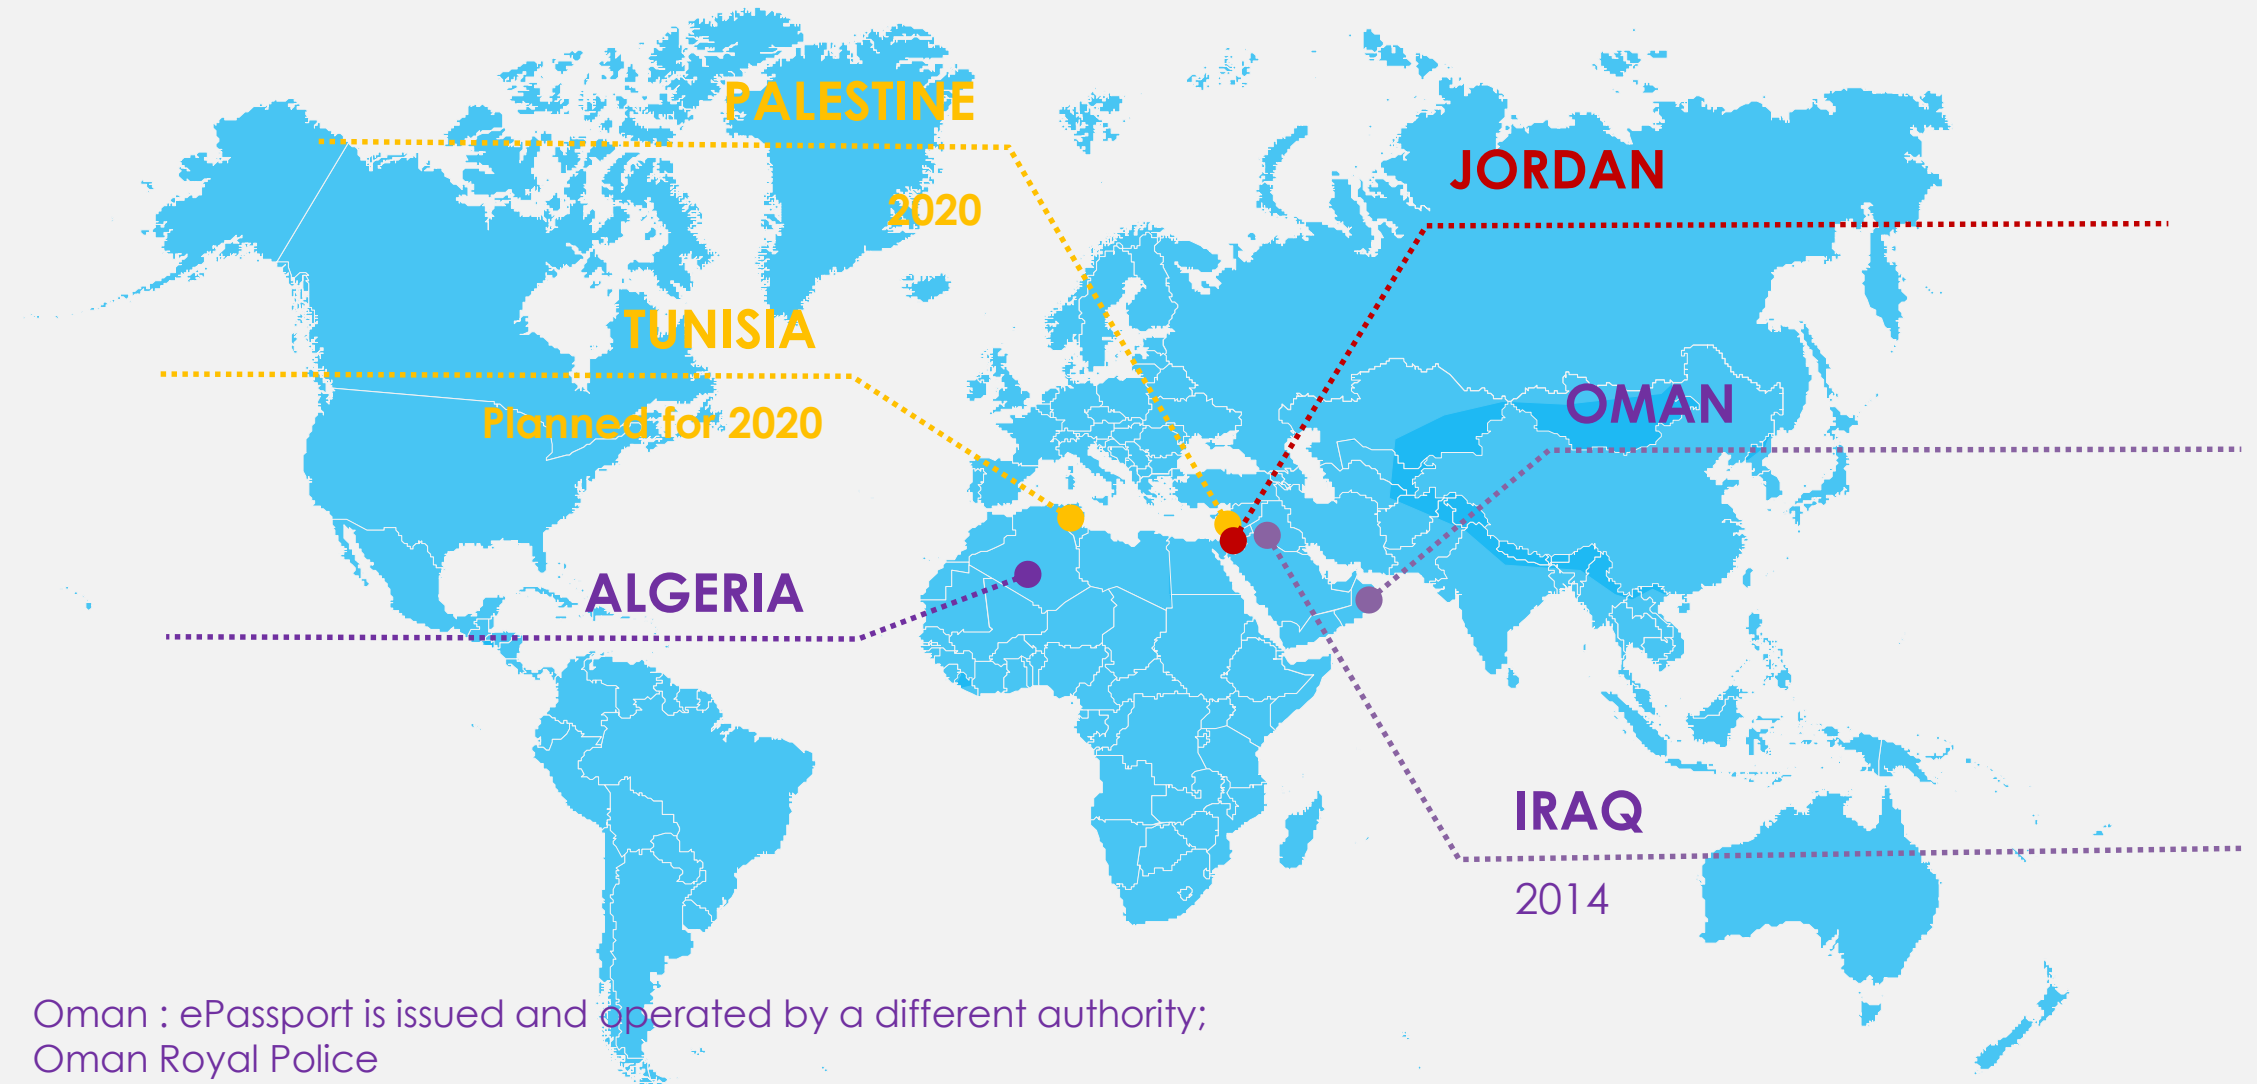 PALESTINE
2020
JORDAN
TUNISIA
Planned for 2020
OMAN
ALGERIA
IRAQ
2014
Oman : ePassport is issued and operated by a different authority;
Oman Royal Police